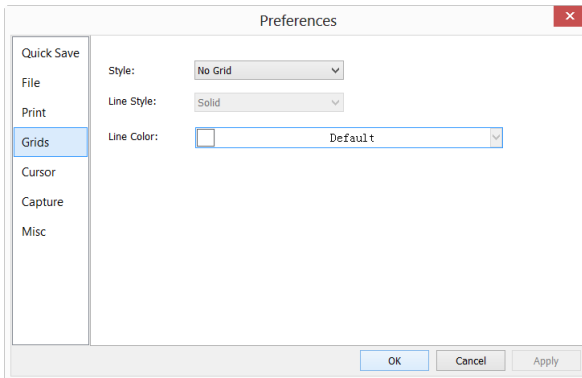 Preferences
Quick Save
File
Print
Grids
Cursor
Capture
Misc
Style:
No Grid
Line Style:
Solid
Line Color:
Default
OK
Cancel
Apply